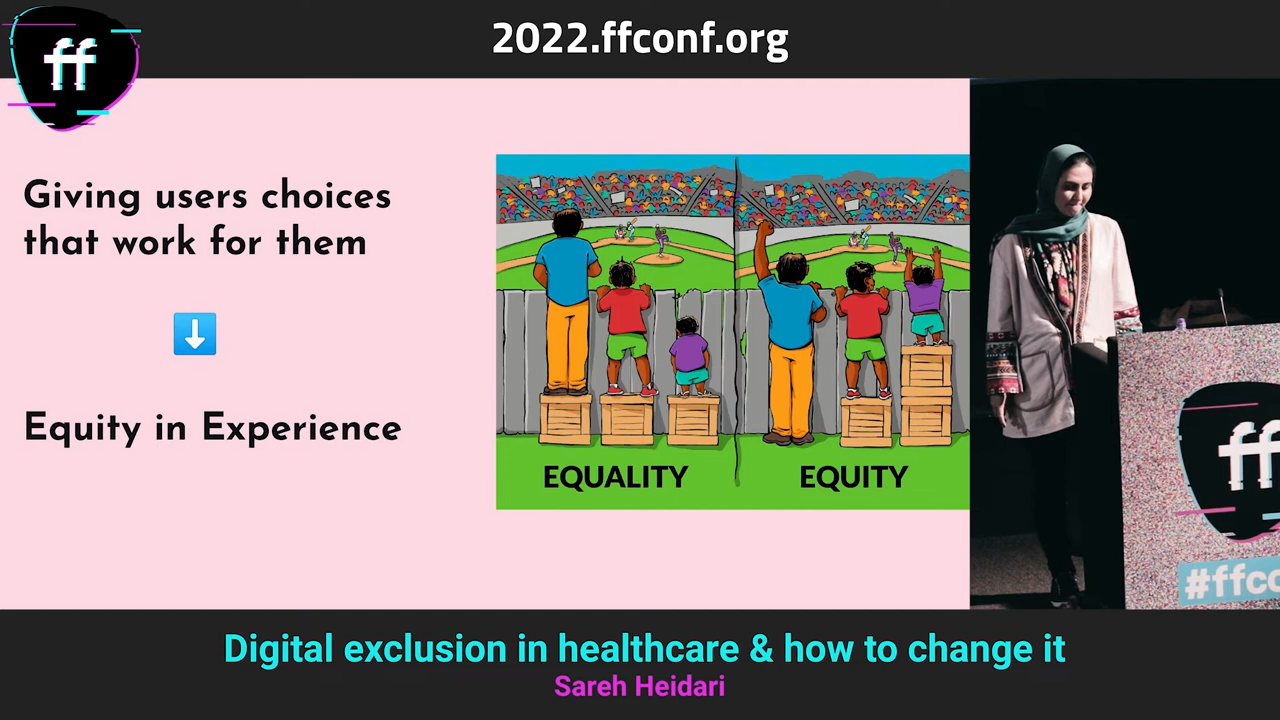 2022.ffconf.org
ff
Giving users choices
that work for them
Equity in Experience
EQUALITY
EQUITY
ff
#ffco
Digital exclusion in healthcare & how to change it
Sareh Heidari